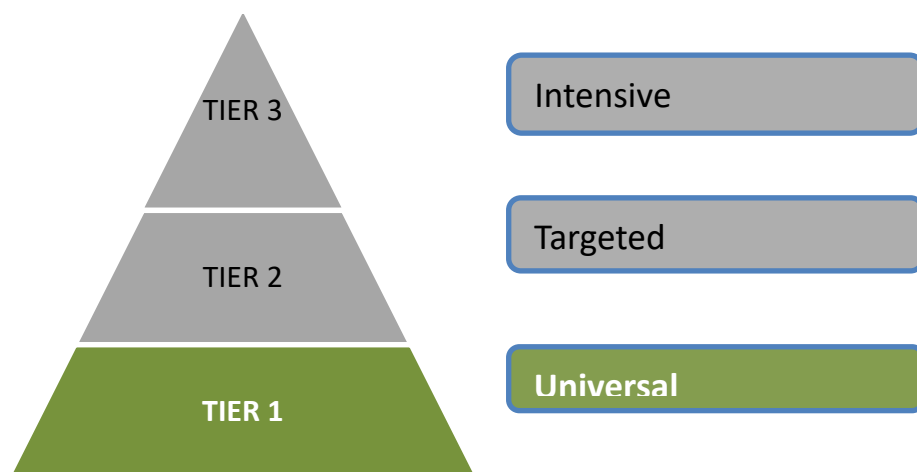 TIER 3
Intensive
TIER 2
Targeted
TIER 1
Universal